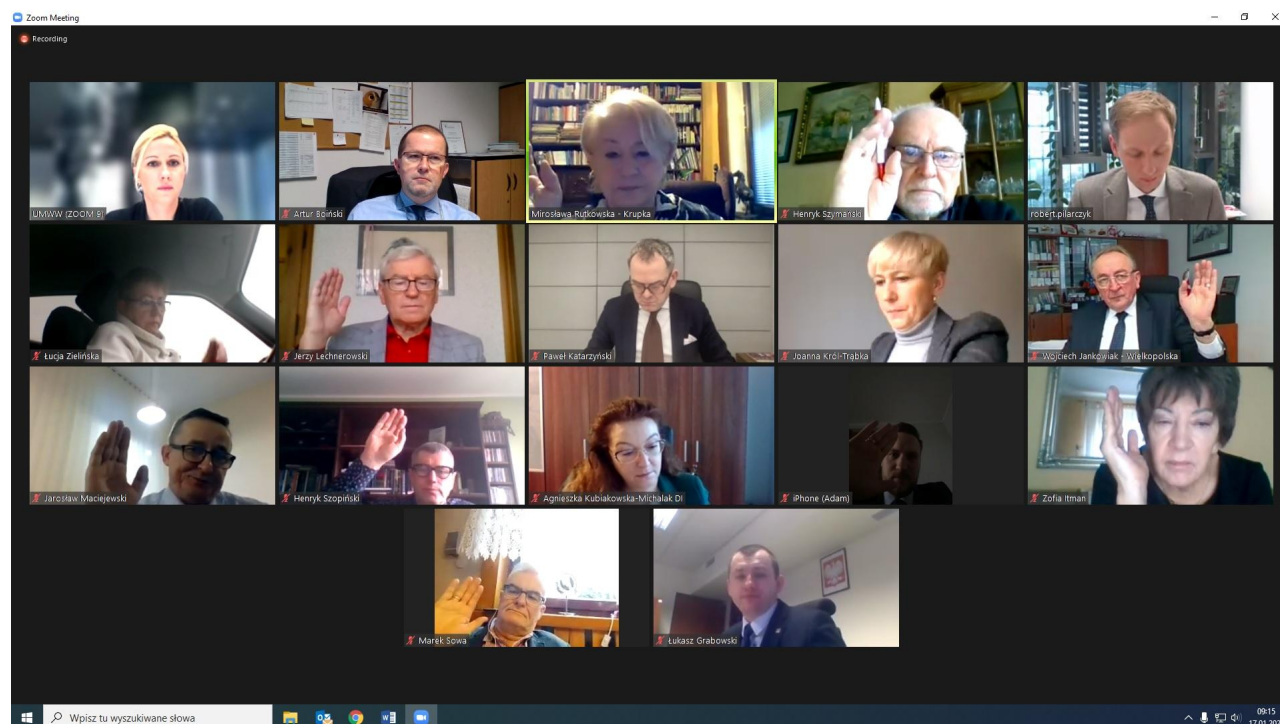 Zoom Meeting
Recording
UMWW (ZOOM 9)
Artur Boiński
Mirosława Rutkowska - Krupka
Henryk Szymański
robert.pilarczyk
Łucja Zielińska
Jerzy Lechnerowski
Paweł Katarzyński
Joanna Król-Trąbka
Wojciech Jankowiak - Wielkopolska
Jarosław Maciejewski
Henryk Szopiński
Agnieszka Kubiakowska-Michalak DI
iPhone (Adam)
Zofia Itman
Marek Sowa
Łukasz Grabowski
Wpisz tu wyszukiwane słowa
09:15